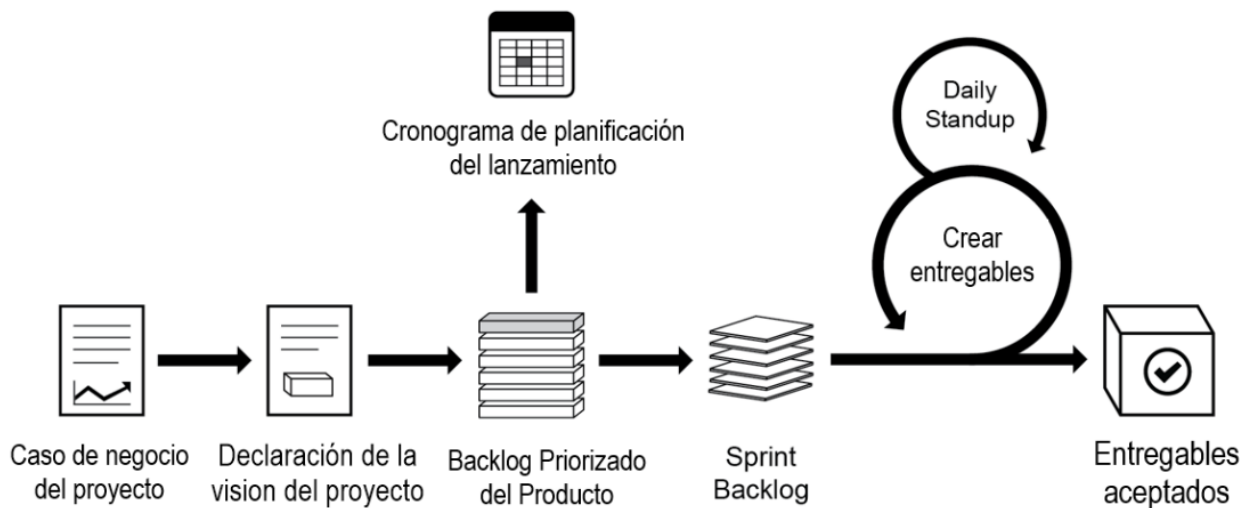 Daily
Standup
Cronograma de planificación
del lanzamiento
Crear
entregables
Caso de negocio
del proyecto
Declaración de la
vision del proyecto
Backlog Priorizado
del Producto
Sprint
Backlog
Entregables
aceptados